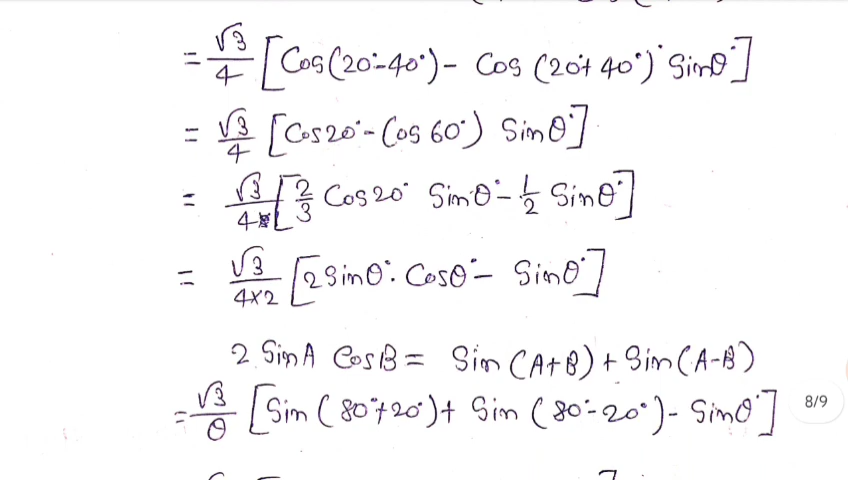 = √3/4 [Cos(20°-40°) - Cos (20°+40°) Sinθ°]
= √3/4 [Cos20° - Cos 60°) Sinθ°]
= √3/4 [2/3 Cos20° Sinθ° - 1/2 Sinθ°]
= √3/4×2 [2Sinθ°. Cosθ° - Sinθ°]
2 SinA CosB = Sin (A+B) + Sin(A-B)
= √3/θ [Sin (80°+20°) + Sin (80°-20°) - Sinθ°]
8/9